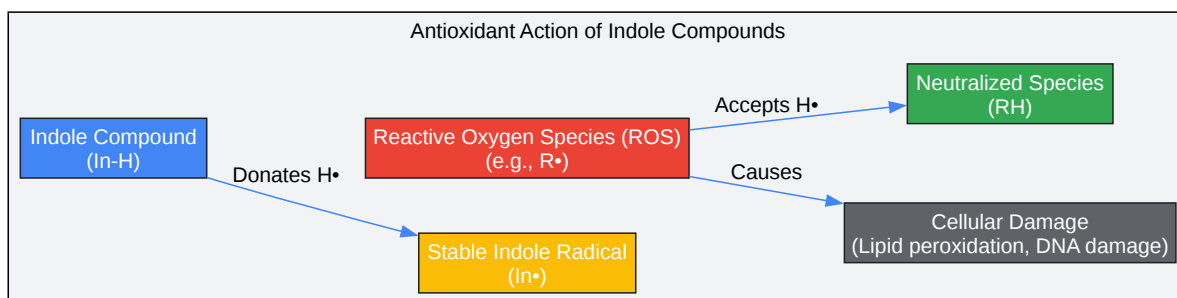 Antioxidant Action of Indole Compounds
Indole Compound
(In-H)
Donates H•
Stable Indole Radical
(In•)
Reactive Oxygen Species (ROS)
(e.g., R•)
Accepts H•
Neutralized Species
(RH)
Causes
Cellular Damage
(Lipid peroxidation, DNA damage)